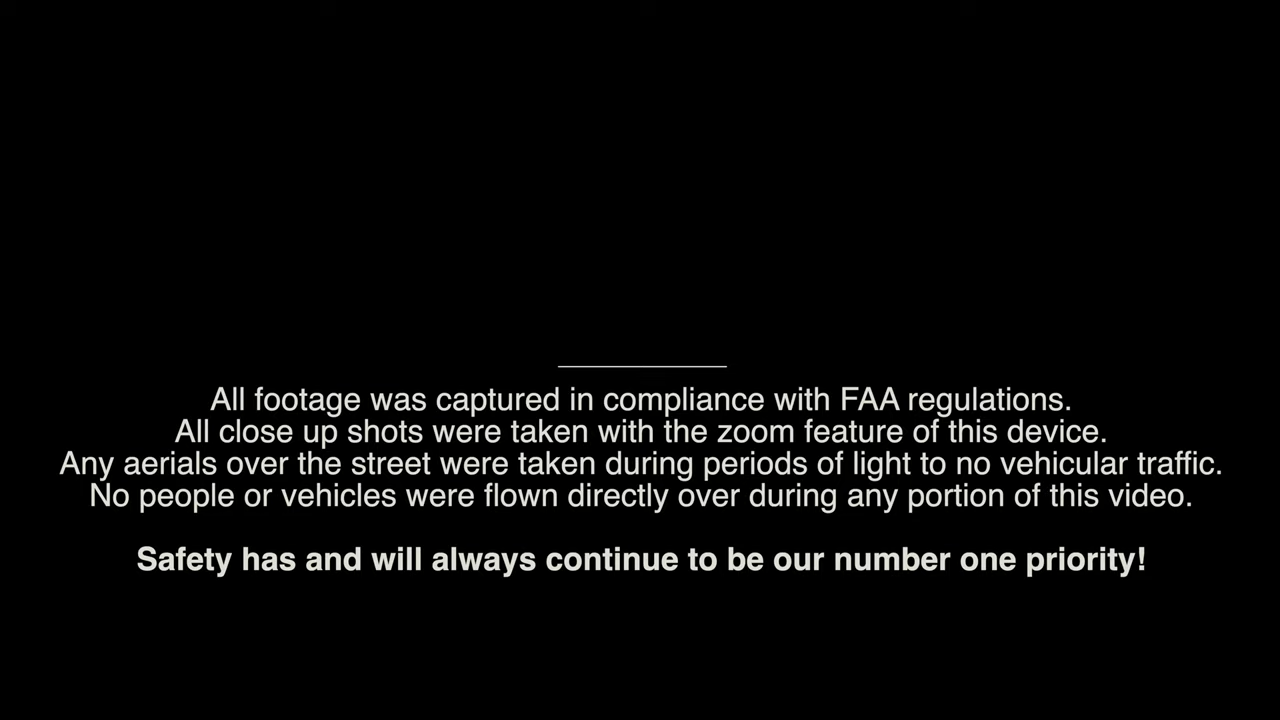 All footage was captured in compliance with FAA regulations.
All close up shots were taken with the zoom feature of this device.
Any aerials over the street were taken during periods of light to no vehicular traffic.
No people or vehicles were flown directly over during any portion of this video.
Safety has and will always continue to be our number one priority!